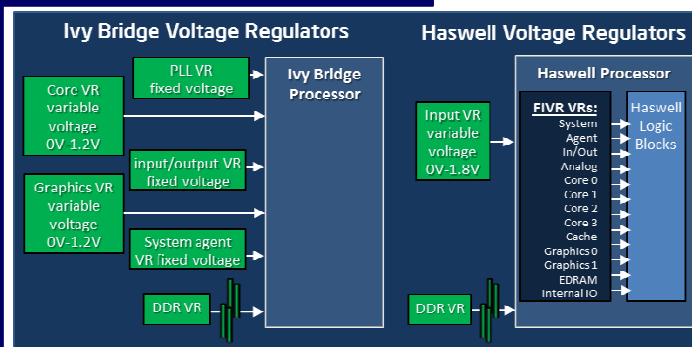 Ivy Bridge Voltage Regulators
PLL VR
fixed voltage
Core VR
variable
voltage
0V-1.2V
input/output VR
fixed voltage
Graphics VR
variable
voltage
0V-1.2V
System agent
VR fixed voltage
DDR VR
Ivy Bridge
Processor
Haswell Voltage Regulators
Input VR
variable
voltage
0V-1.8V
DDR VR
Haswell Processor
FIVR VRs:
System
Agent
In/Out
Analog
Core 0
Core 1
Core 2
Core 3
Cache
Graphics 0
Graphics 1
EDRAM
Internal IO
Haswell
Logic
Blocks